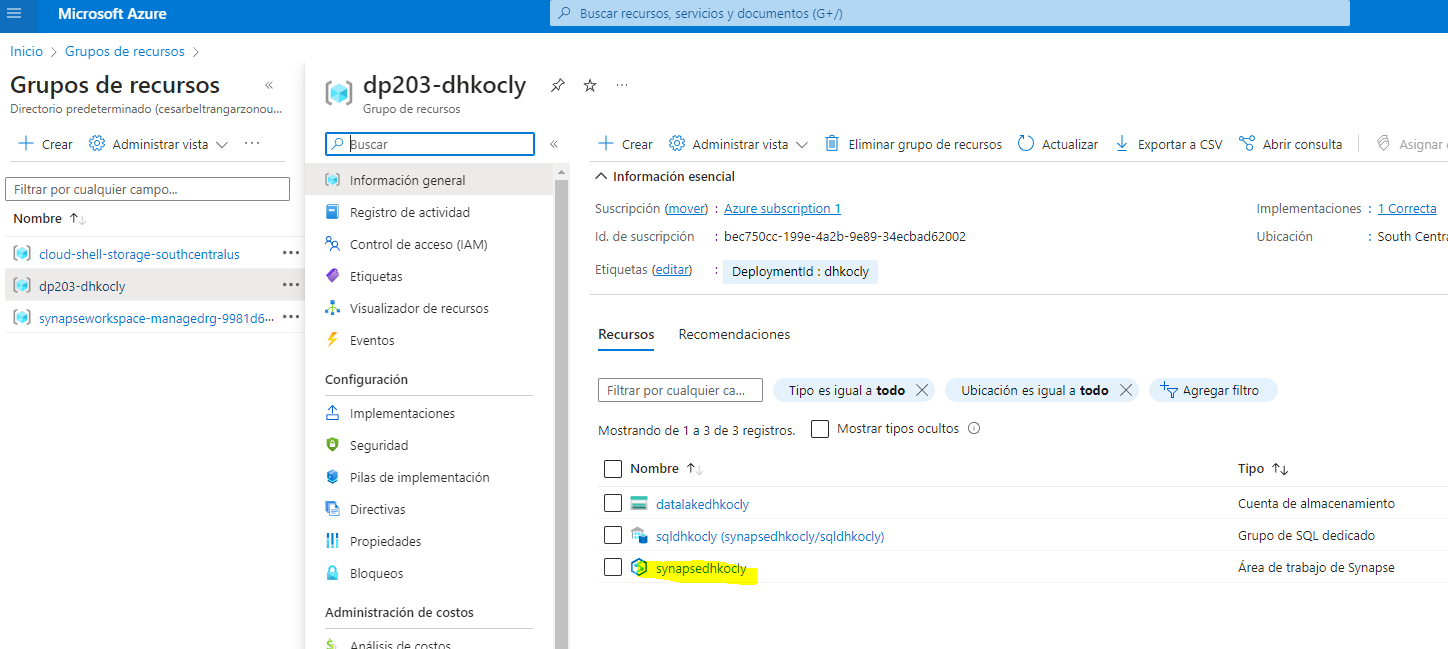 Microsoft Azure
Buscar recursos, servicios y documentos (G+/)
Inicio > Grupos de recursos >
Grupos de recursos
Directorio predeterminado (cesarbeltrangarzonou...
Crear Administrar vista ...
Filtrar por cualquier campo...
Nombre ↑↓
cloud-shell-storage-southcentralus ...
dp203-dhkocly ...
synapseworkspace-managedrg-9981d6... ...
dp203-dhkocly ...
Grupo de recursos
Buscar
Información general
Registro de actividad
Control de acceso (IAM)
Etiquetas
Visualizador de recursos
Eventos
Configuración
Implementaciones
Seguridad
Pilas de implementación
Directivas
Propiedades
Bloqueos
Administración de costos
Análisis de costos
Crear Administrar vista Eliminar grupo de recursos Actualizar Exportar a CSV Abrir consulta Asignar
Información esencial
Suscripción (mover) : Azure subscription 1
Id. de suscripción : bec750cc-199e-4a2b-9e89-34ecbad62002
Etiquetas (editar) : DeploymentId : dhkocly
Implementaciones : 1 Correcta
Ubicación : South Centra
Recursos Recomendaciones
Filtrar por cualquier ca... Tipo es igual a todo Ubicación es igual a todo Agregar filtro
Mostrando de 1 a 3 de 3 registros. Mostrar tipos ocultos
Nombre ↑↓ Tipo ↑↓
datalakedhkocly Cuenta de almacenamiento
sqldhkocly (synapsedhkocly/sqldhkocly) Grupo de SQL dedicado
synapsedhkocly Área de trabajo de Synapse